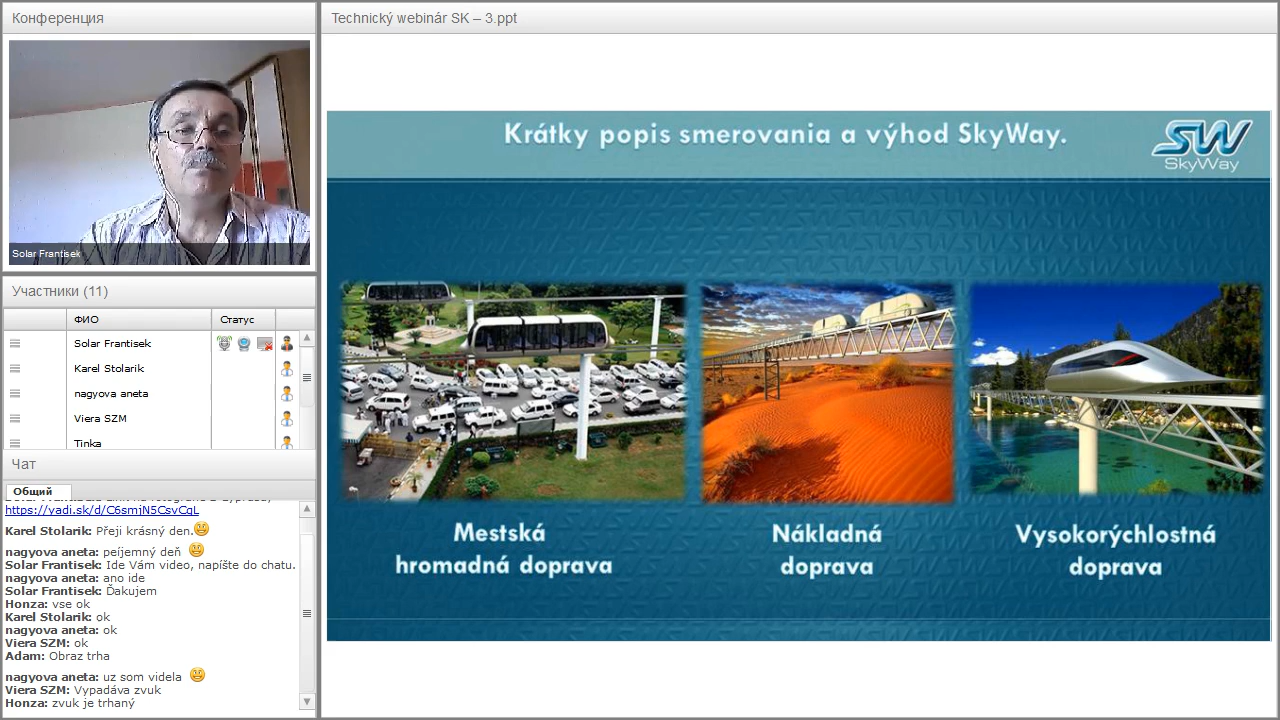 Конференция
Solar Frantisek
Участники (11)
ФИО
Статус
Solar Frantisek
Karel Stolarik
nagyova aneta
Viera SZM
Tinka
Чат
Общий
https://yadi.sk/d/C6smjN5CsvCqL
Karel Stolarik: Přeji krásný den.
nagyova aneta: peíjemný deň
Solar Frantisek: Ide Vám video, napíšte do chatu.
nagyova aneta: ano ide
Solar Frantisek: Ďakujem
Honza: vse ok
Karel Stolarik: ok
nagyova aneta: ok
Viera SZM: ok
Adam: Obraz trha
nagyova aneta: uz som videla
Viera SZM: Vypadáva zvuk
Honza: zvuk je trhaný
Technický webinár SK – 3.ppt
Krátky popis smerovania a výhod SkyWay.
SW
SkyWay
Mestská
hromadná doprava
Nákladná
doprava
Vysokorýchlostná
doprava